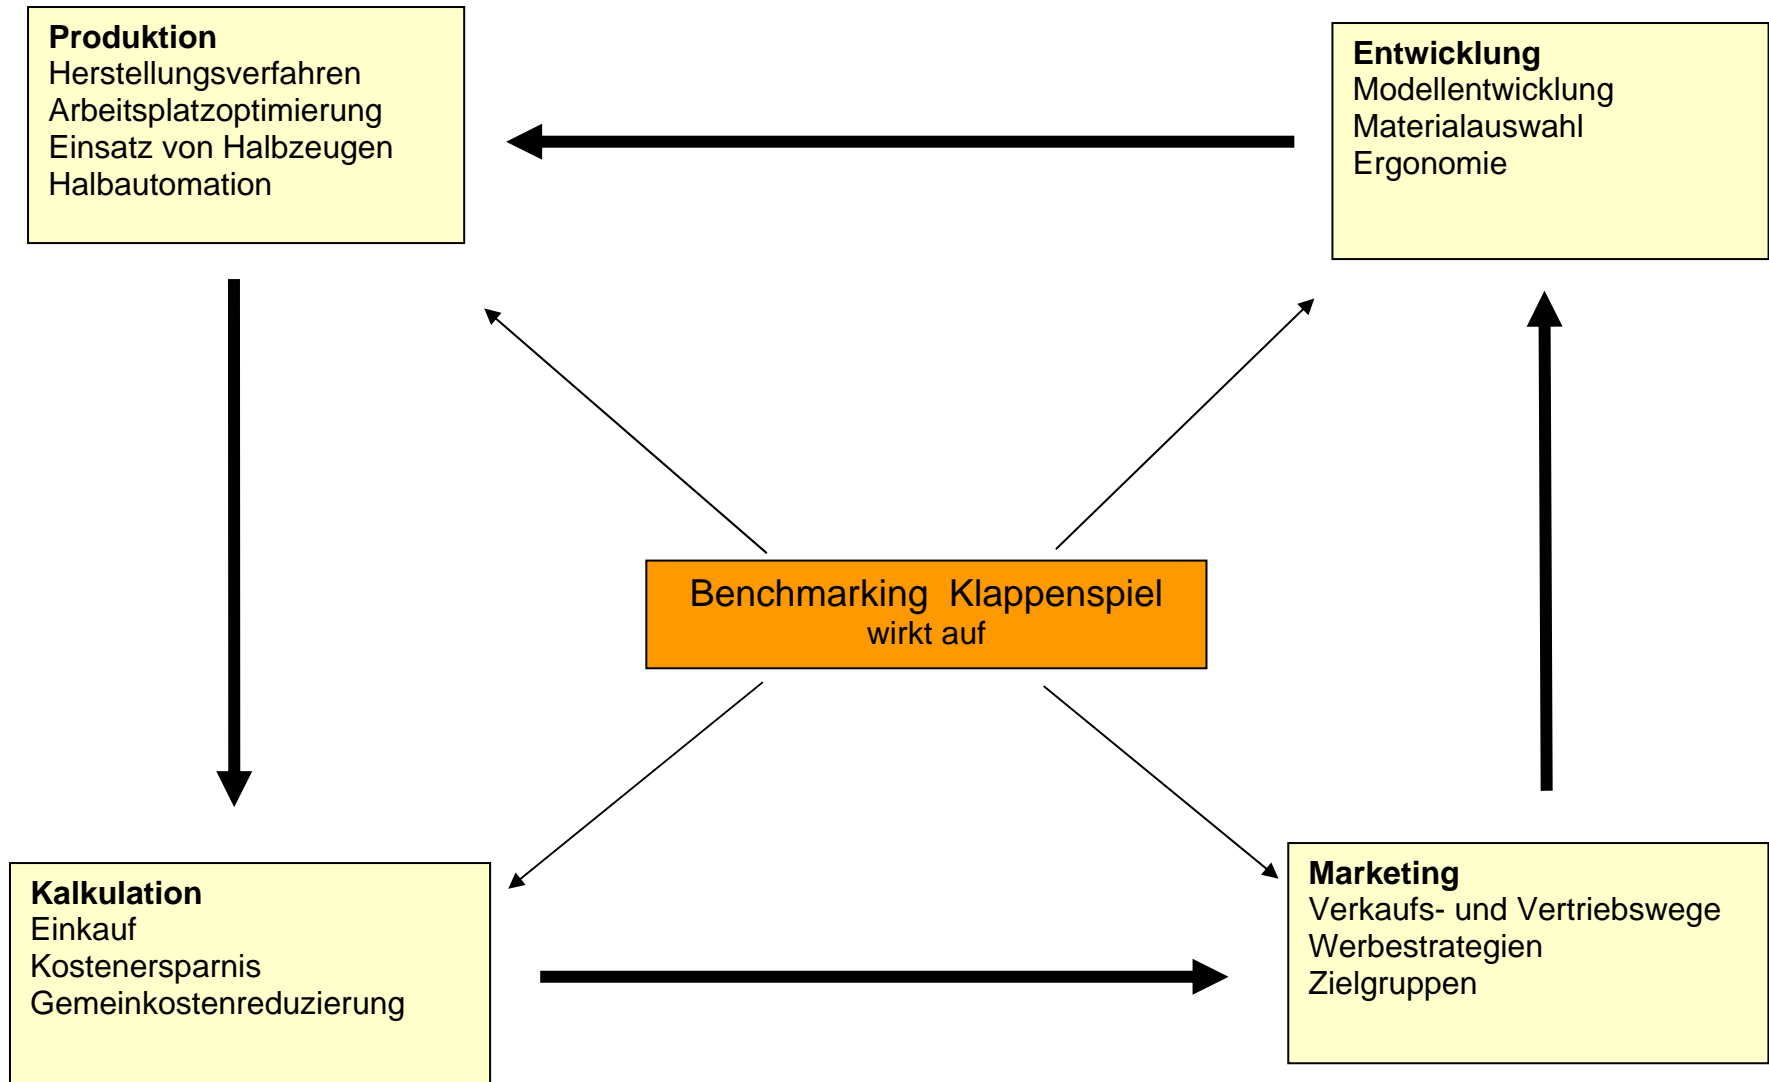 Produktion
Herstellungsverfahren
Arbeitsplatzoptimierung
Einsatz von Halbzeugen
Halbautomation
Entwicklung
Modellentwicklung
Materialauswahl
Ergonomie
Benchmarking  Klappenspiel
wirkt auf
Kalkulation
Einkauf
Kostenersparnis
Gemeinkostenreduzierung
Marketing
Verkaufs- und Vertriebswege
Werbestrategien
Zielgruppen